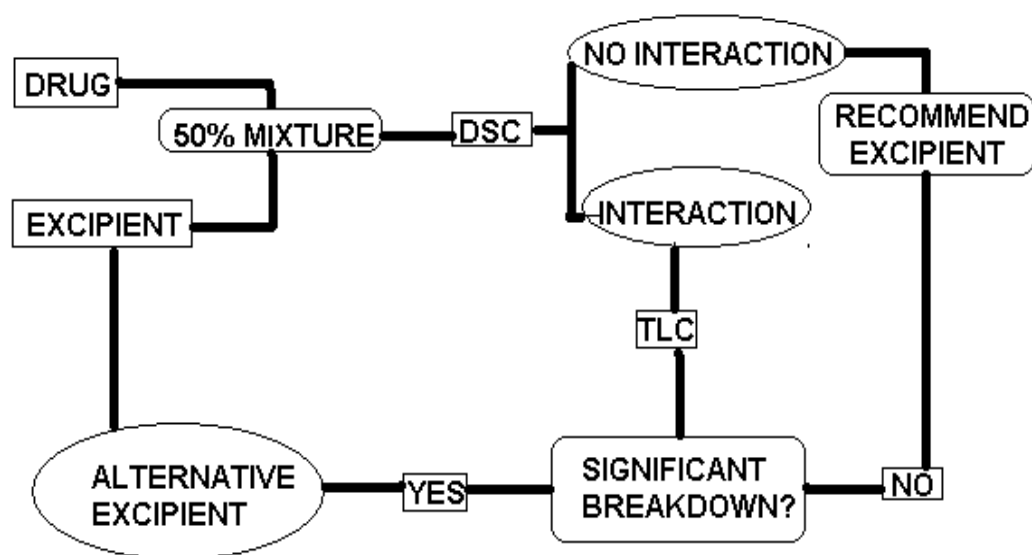 NO INTERACTION
DRUG
50% MIXTURE
DSC
RECOMMEND
EXCIPIENT
EXCIPIENT
INTERACTION
TLC
ALTERNATIVE
EXCIPIENT
YES
SIGNIFICANT
BREAKDOWN?
NO